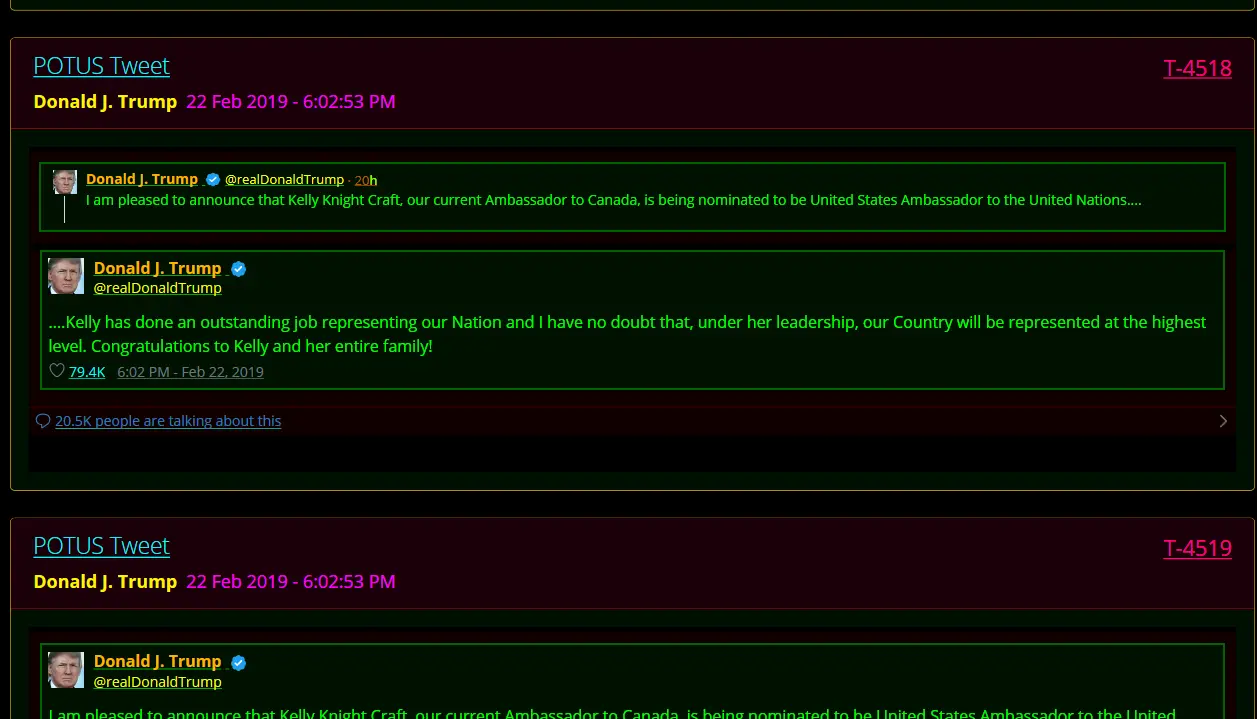 POTUS Tweet
T-4518
Donald J. Trump 22 Feb 2019 - 6:02:53 PM
Donald J. Trump @realDonaldTrump · 20h
I am pleased to announce that Kelly Knight Craft, our current Ambassador to Canada, is being nominated to be United States Ambassador to the United Nations....
Donald J. Trump
@realDonaldTrump
....Kelly has done an outstanding job representing our Nation and I have no doubt that, under her leadership, our Country will be represented at the highest
level. Congratulations to Kelly and her entire family!
79.4K 6:02 PM - Feb 22, 2019
20.5K people are talking about this
POTUS Tweet
T-4519
Donald J. Trump 22 Feb 2019 - 6:02:53 PM
Donald J. Trump
@realDonaldTrump
I am pleased to announce that Kelly Knight Craft, our current Ambassador to Canada, is being nominated to be United States Ambassador to the United